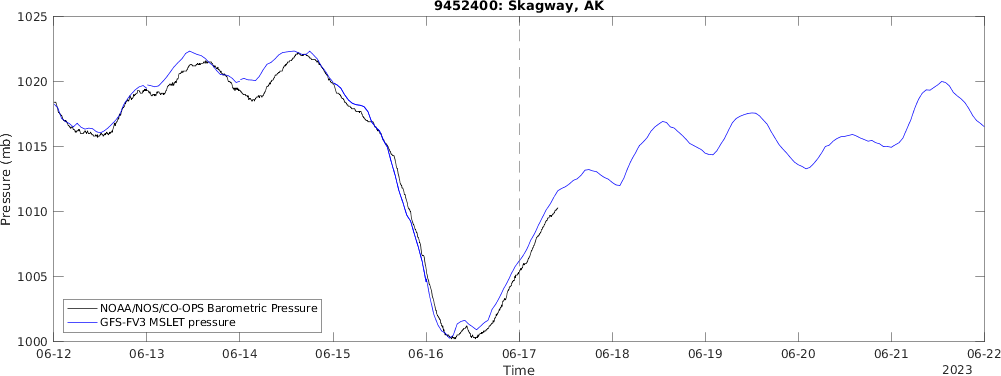 9452400: Skagway, AK
1025
1020
1015
1010
1005
1000
Pressure (mb)
NOAA/NOS/CO-OPS Barometric Pressure
GFS-FV3 MSLET pressure
06-12 06-13 06-14 06-15 06-16 06-17 06-18 06-19 06-20 06-21 06-22
Time
2023